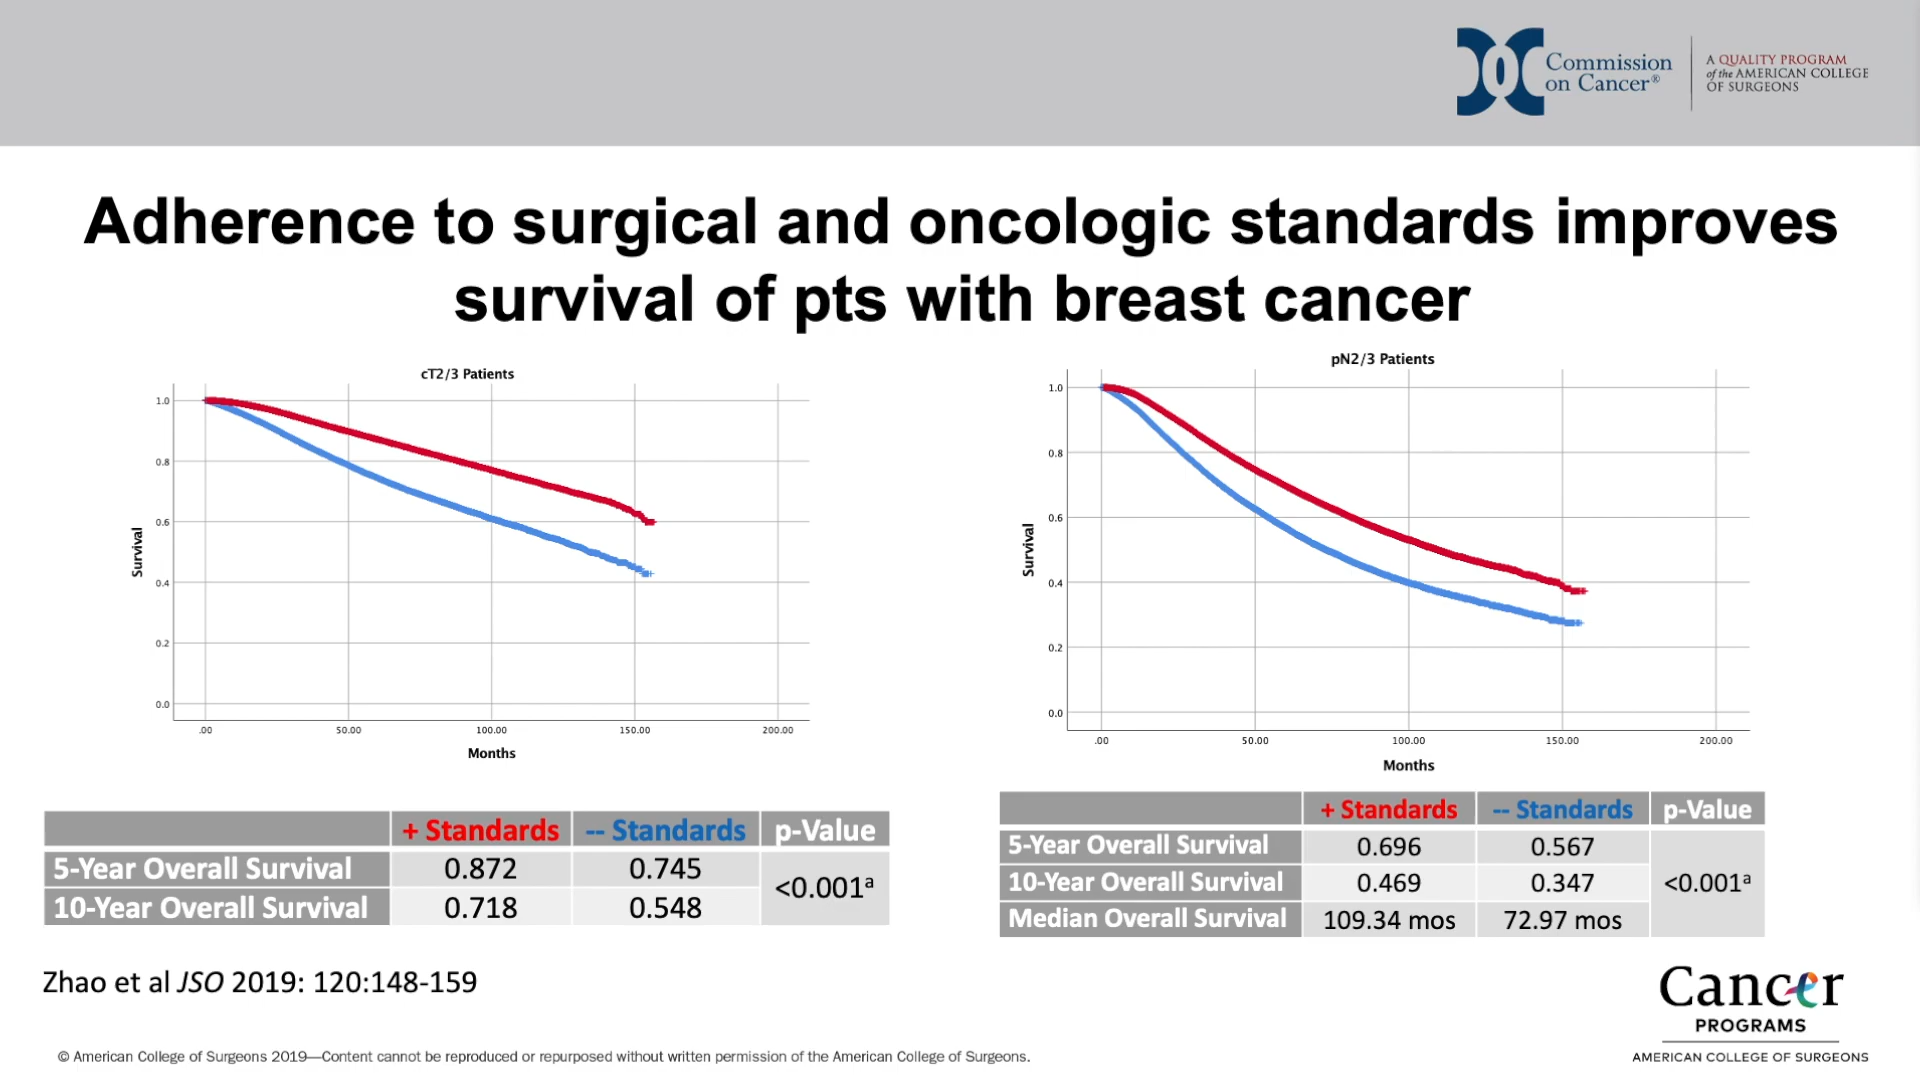 Commission
on Cancer®
A QUALITY PROGRAM
of the AMERICAN COLLEGE
OF SURGEONS
Adherence to surgical and oncologic standards improves
survival of pts with breast cancer
cT2/3 Patients
Survival
1.0
0.8
0.6
0.4
0.2
0.0
.00 50.00 100.00 150.00 200.00
Months
pN2/3 Patients
Survival
1.0
0.8
0.6
0.4
0.2
0.0
.00 50.00 100.00 150.00 200.00
Months
+ Standards -- Standards p-Value
5-Year Overall Survival 0.872 0.745
<0.001ª
10-Year Overall Survival 0.718 0.548
+ Standards -- Standards p-Value
5-Year Overall Survival 0.696 0.567
10-Year Overall Survival 0.469 0.347 <0.001ª
Median Overall Survival 109.34 mos 72.97 mos
Zhao et al JSO 2019: 120:148-159
© American College of Surgeons 2019—Content cannot be reproduced or repurposed without written permission of the American College of Surgeons.
Cancer
PROGRAMS
AMERICAN COLLEGE OF SURGEONS